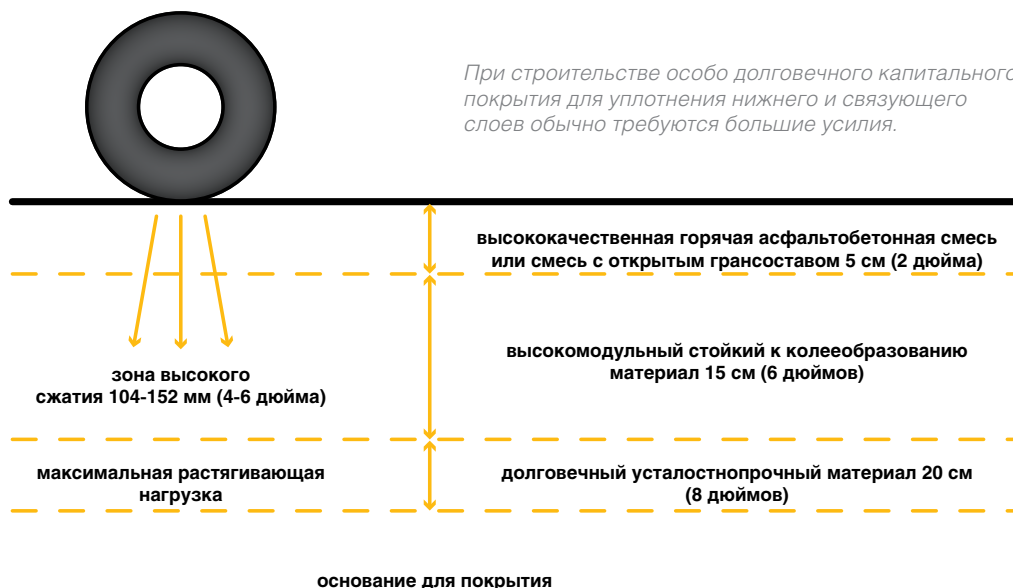 При строительстве особо долговечного капитального
покрытия для уплотнения нижнего и связующего
слоев обычно требуются большие усилия.
высококачественная горячая асфальтобетонная смесь
или смесь с открытым грансоставом 5 см (2 дюйма)
высокомодульный стойкий к колееобразованию
материал 15 см (6 дюймов)
зона высокого
сжатия 104-152 мм (4-6 дюйма)
максимальная растягивающая
нагрузка
долговечный усталостнопрочный материал 20 см
(8 дюймов)
основание для покрытия